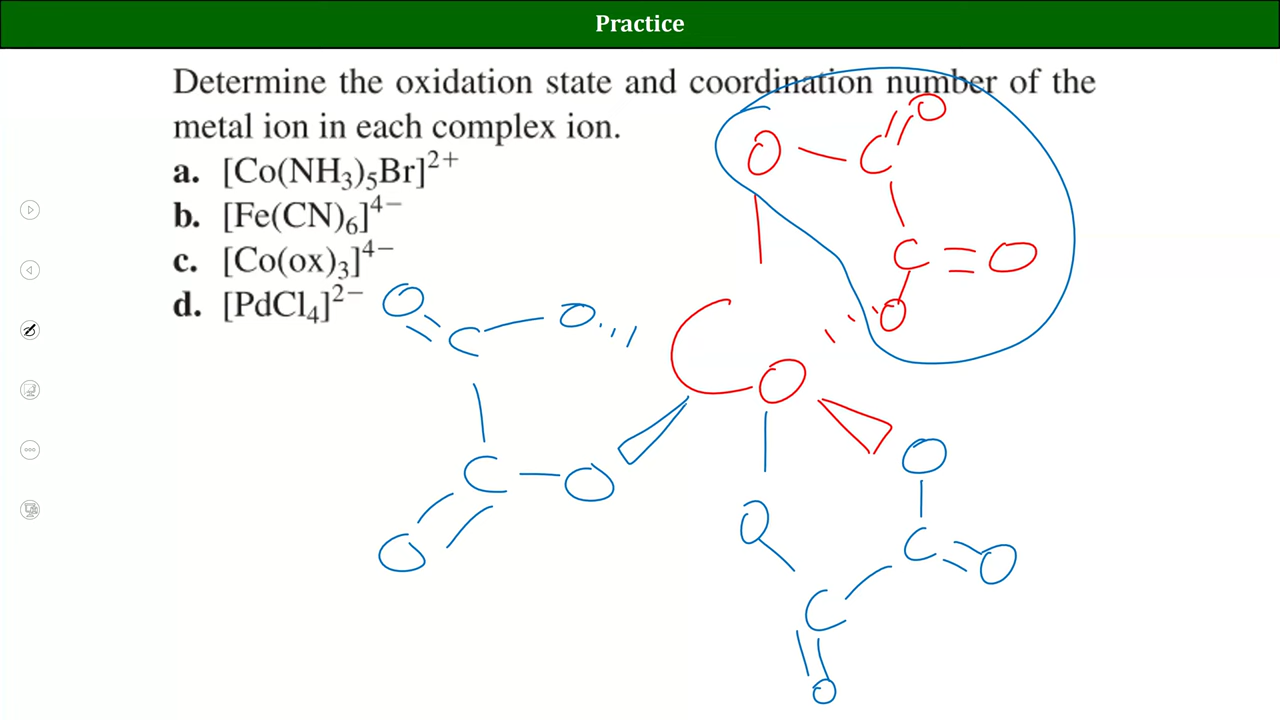 Practice
Determine the oxidation state and coordination number of the
metal ion in each complex ion.
a. [Co(NH₃)₅Br]²⁺
b. [Fe(CN)₆]⁴⁻
c. [Co(ox)₃]⁴⁻
d. [PdCl₄]²⁻
O
O C
C O
O
O O
C
Co
O
C O
O
O
C O
C
O